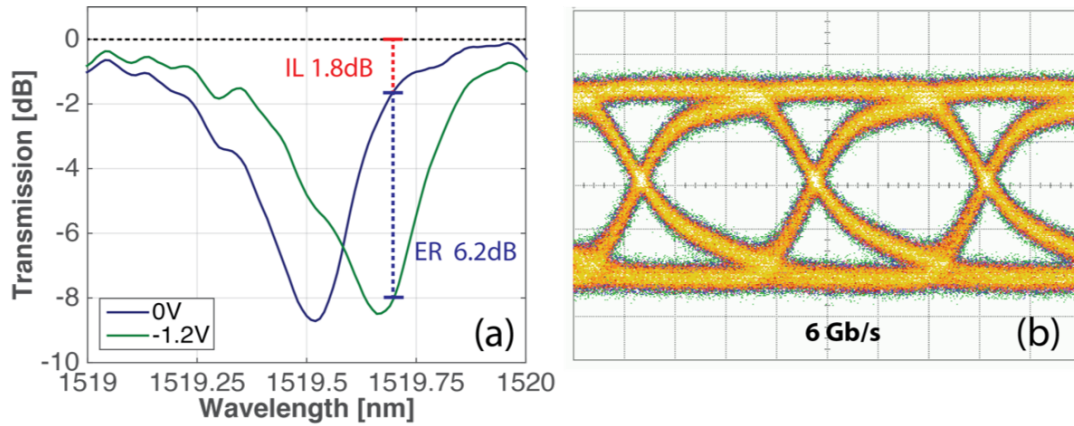 0
-2
-4
-6
-8
-10
Transmission [dB]
IL 1.8dB
ER 6.2dB
0V
-1.2V
(a)
1519
1519.25
1519.5
1519.75
1520
Wavelength [nm]
6 Gb/s
(b)